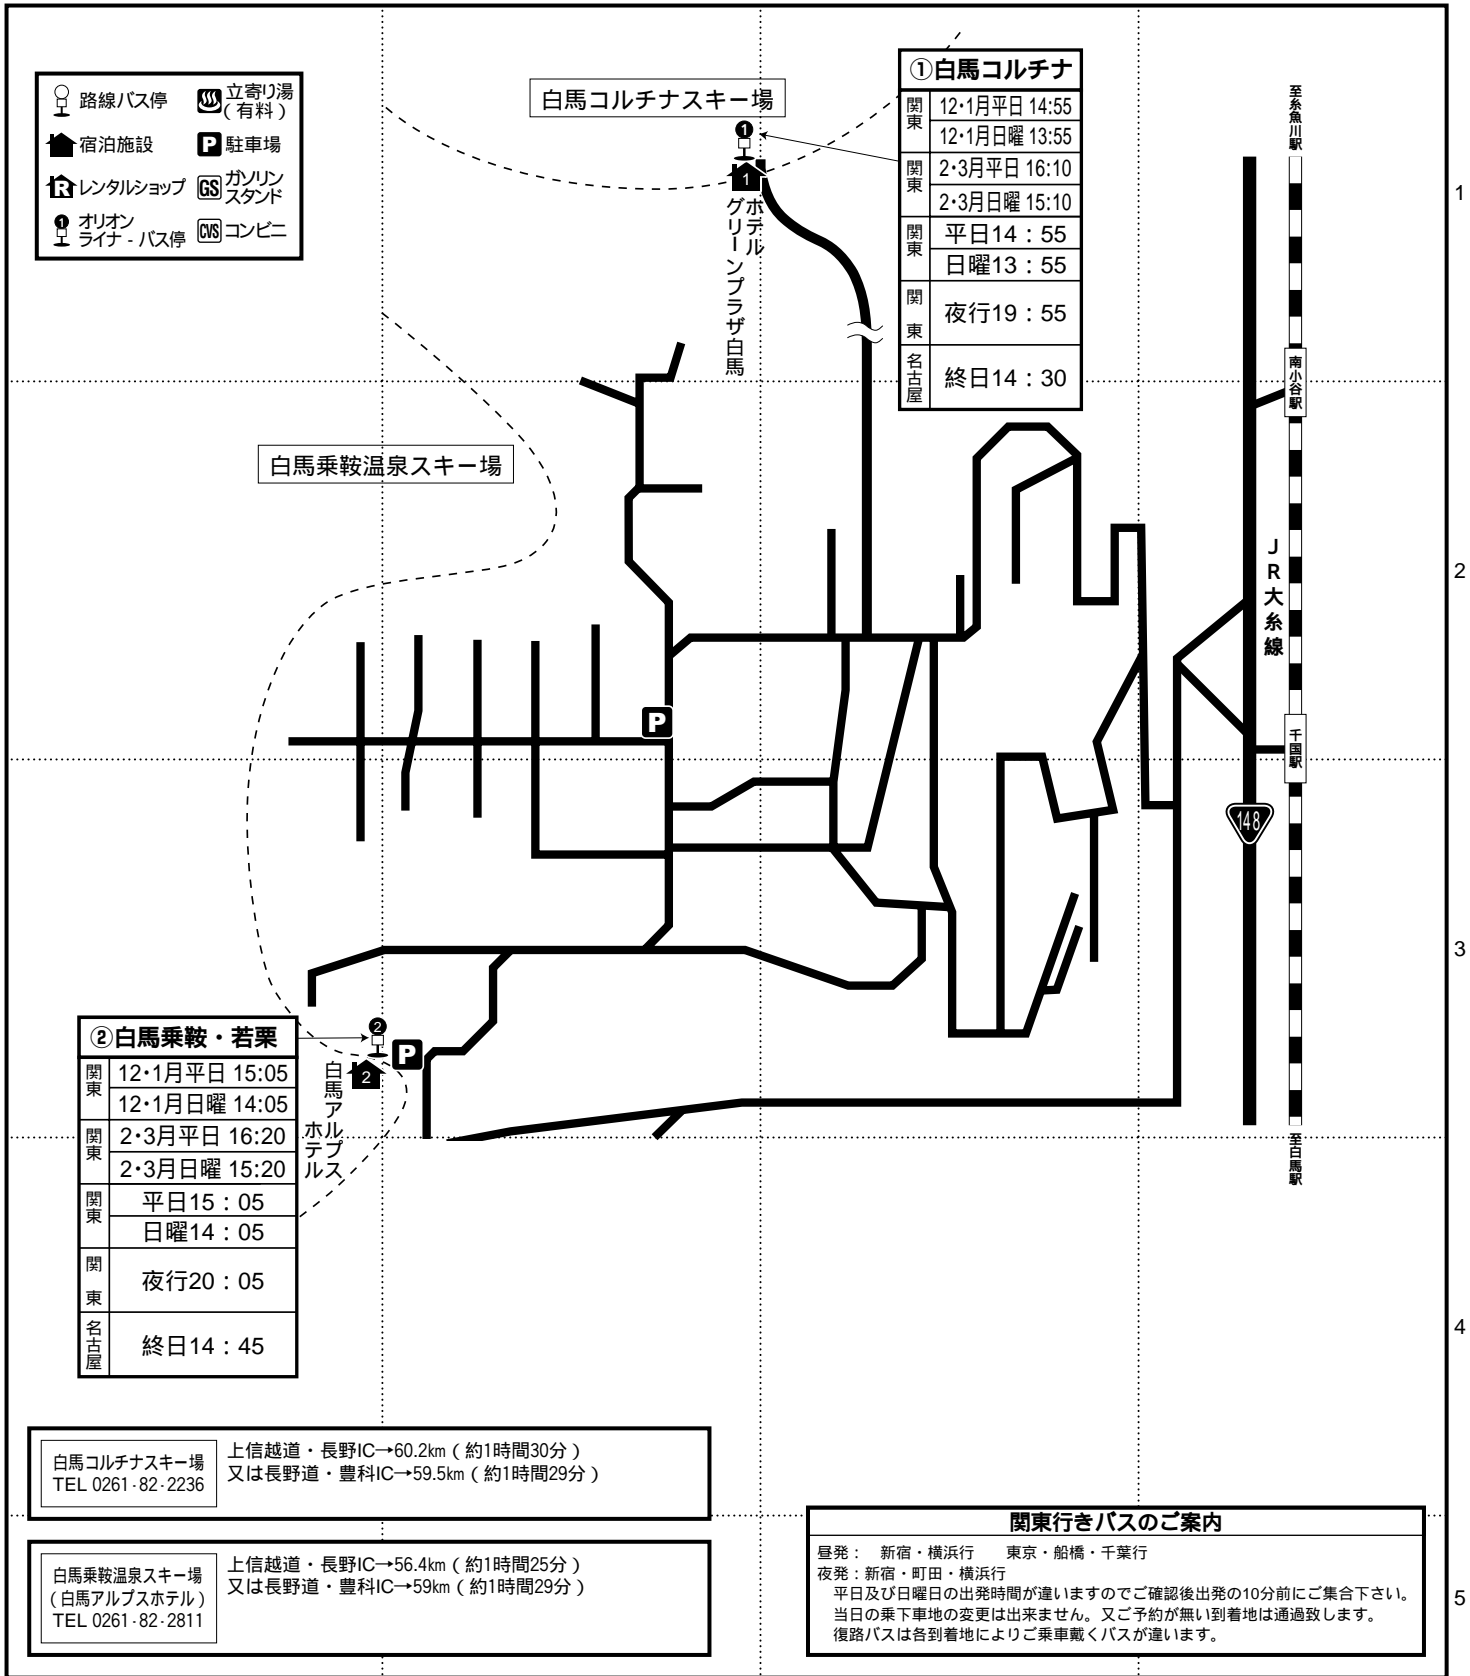 路線バス停
立寄り湯
(有料)
宿泊施設
P 駐車場
R レンタルショップ
GS ガソリン
スタンド
1 オリオン
ライナ - バス停
CVS コンビニ
白馬コルチナスキー場
1
1
ホテル
グリーンプラザ白馬
①白馬コルチナ
関東 12・1月平日 14:55
12・1月日曜 13:55
関東 2・3月平日 16:10
2・3月日曜 15:10
関東 平日14：55
日曜13：55
関東 夜行19：55
名古屋 終日14：30
至糸魚川駅
南小谷駅
JR大糸線
千国駅
148
至白馬駅
1
2
3
4
5
白馬乗鞍温泉スキー場
P
②白馬乗鞍・若栗
関東 12・1月平日 15:05
12・1月日曜 14:05
関東 2・3月平日 16:20
2・3月日曜 15:20
関東 平日15：05
日曜14：05
関東 夜行20：05
名古屋 終日14：45
2
P
2
白馬アルプス
ホテル
白馬コルチナスキー場
TEL 0261-82-2236
上信越道・長野IC→60.2㎞（約1時間30分）
又は長野道・豊科IC→59.5㎞（約1時間29分）
白馬乗鞍温泉スキー場
(白馬アルプスホテル)
TEL 0261-82-2811
上信越道・長野IC→56.4㎞（約1時間25分）
又は長野道・豊科IC→59㎞（約1時間29分）
関東行きバスのご案内
昼発： 新宿・横浜行 東京・船橋・千葉行
夜発：新宿・町田・横浜行
平日及び日曜日の出発時間が違いますのでご確認後出発の10分前にご集合下さい。
当日の乗下車地の変更は出来ません。又ご予約が無い到着地は通過致します。
復路バスは各到着地によりご乗車戴くバスが違います。